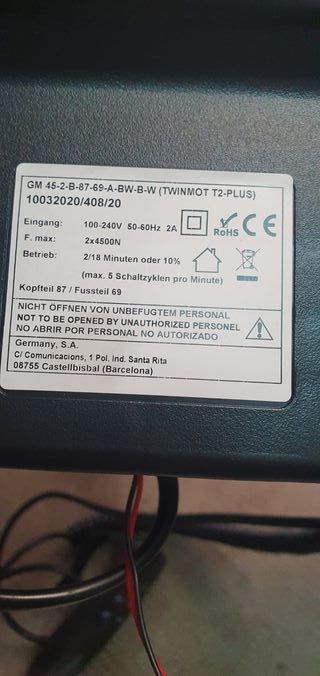 GM 45-2-B-87-69-A-BW-B-W (TWINMOT T2-PLUS)
10032020/408/20
Eingang: 100-240V 50-60Hz 2A
RoHS CE
F. max: 2x4500N
Betrieb: 2/18 Minuten oder 10%
(max. 5 Schaltzyklen pro Minute)
Kopfteil 87 / Fussteil 69
NICHT ÖFFNEN VON UNBEFUGTEM PERSONAL
NOT TO BE OPENED BY UNAUTHORIZED PERSONEL
NO ABRIR POR PERSONAL NO AUTORIZADO
Germany, S.A.
C/ Comunicacions, 1 Pol. Ind. Santa Rita
08755 Castellbisbal (Barcelona)